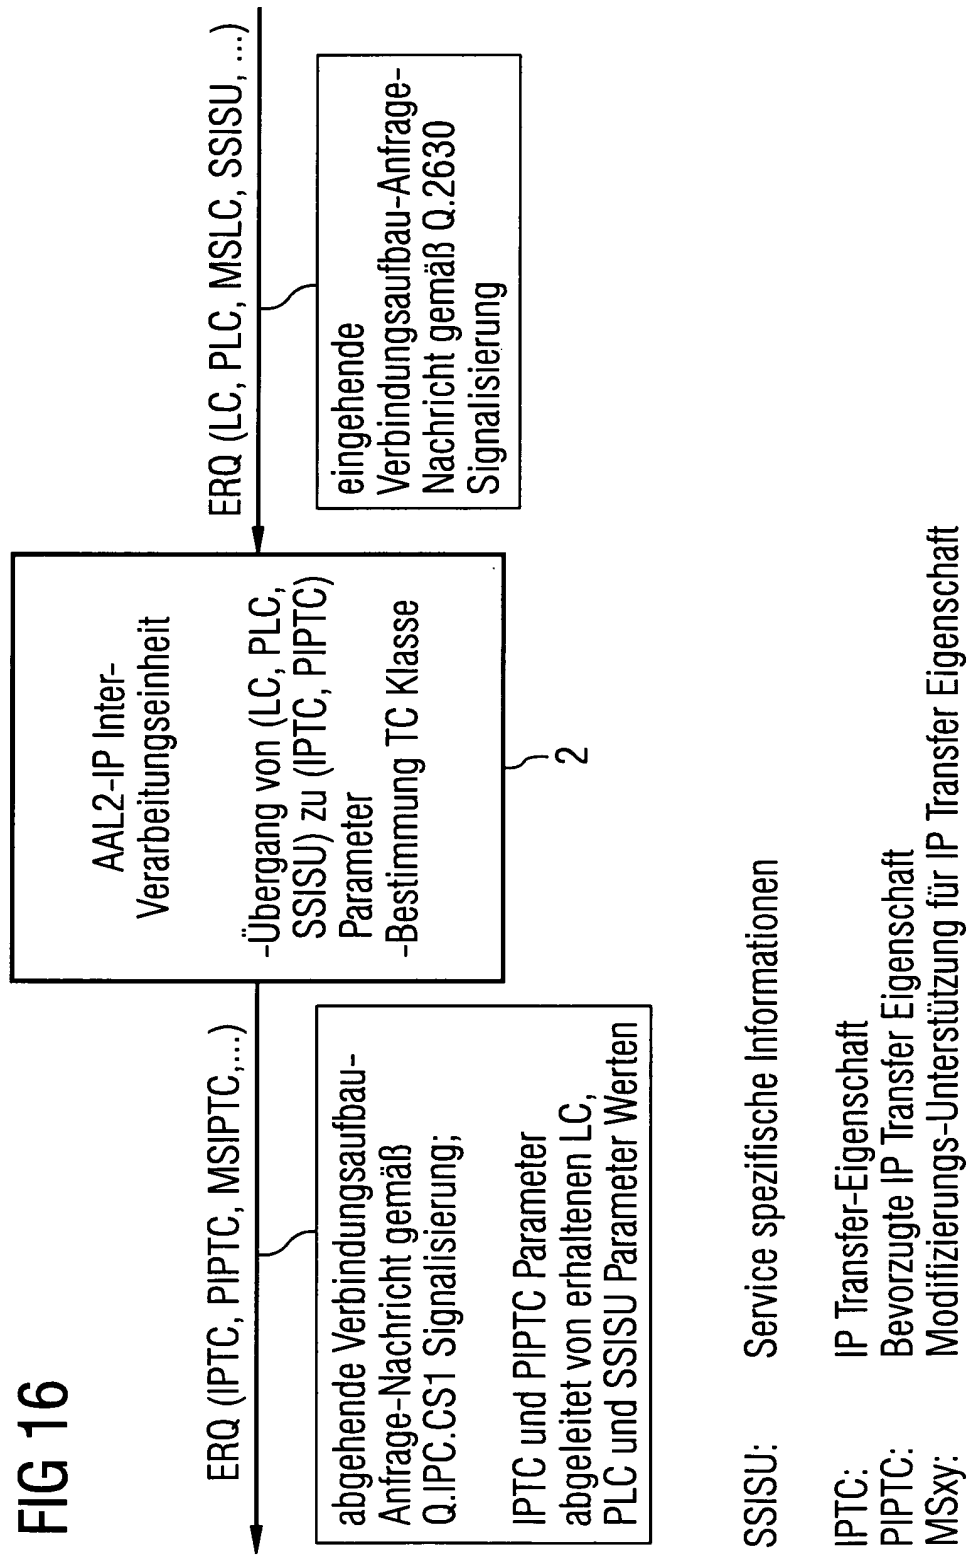 FIG 16
ERQ (IPTC, PIPTC, MSIPTC,...)
abgehende Verbindungsaufbau-
Anfrage-Nachricht gemäß
Q.IPC.CS1 Signalisierung;
IPTC und PIPTC Parameter
abgeleitet von erhaltenen LC,
PLC und SSISU Parameter Werten
AAL2-IP Inter-
Verarbeitungseinheit
-Übergang von (LC, PLC,
SSISU) zu (IPTC, PIPTC)
Parameter
-Bestimmung TC Klasse
2
ERQ (LC, PLC, MSLC, SSISU, ...)
eingehende
Verbindungsaufbau-Anfrage-
Nachricht gemäß Q.2630
Signalisierung
SSISU: Service spezifische Informationen
IPTC: IP Transfer-Eigenschaft
PIPTC: Bevorzugte IP Transfer Eigenschaft
MSxy: Modifizierungs-Unterstützung für IP Transfer Eigenschaft